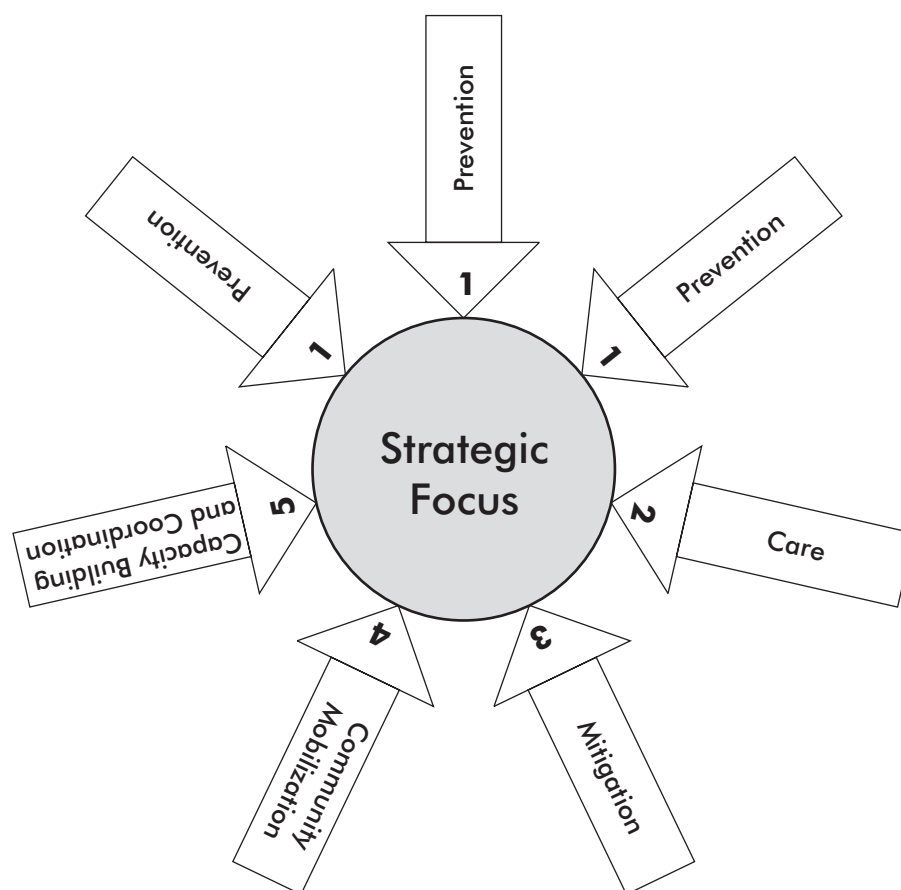 Prevention
1
Prevention
1
Prevention
1
Strategic
Focus
Care
2
Mitigation
3
Community
Mobilization
4
Capacity Building
and Coordination
5